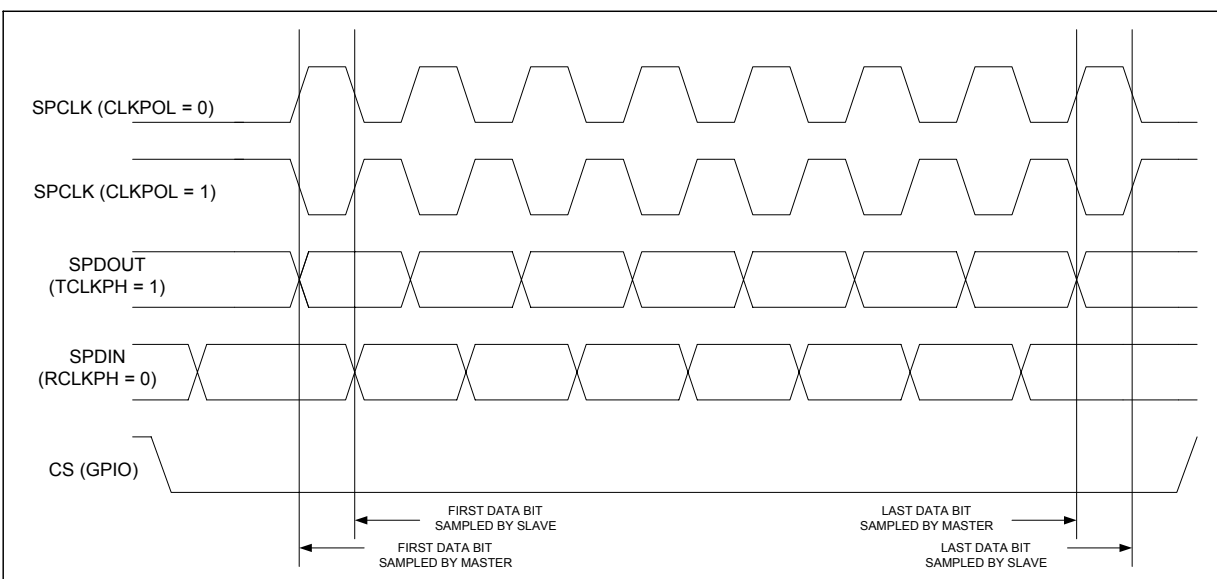 SPCLK (CLKPOL = 0)
SPCLK (CLKPOL = 1)
SPDOUT
(TCLKPH = 1)
SPDIN
(RCLKPH = 0)
CS (GPIO)
FIRST DATA BIT
SAMPLED BY SLAVE
LAST DATA BIT
SAMPLED BY MASTER
FIRST DATA BIT
SAMPLED BY MASTER
LAST DATA BIT
SAMPLED BY SLAVE